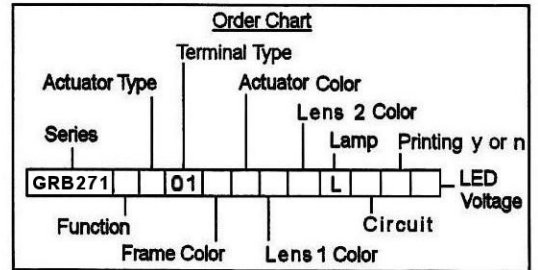 Order Chart
Terminal Type
Actuator Type
Actuator Color
Lens 2 Color
Series
Lamp
Printing y or n
GRB271 01 L
LED
Voltage
Function
Circuit
Frame Color
Lens 1 Color